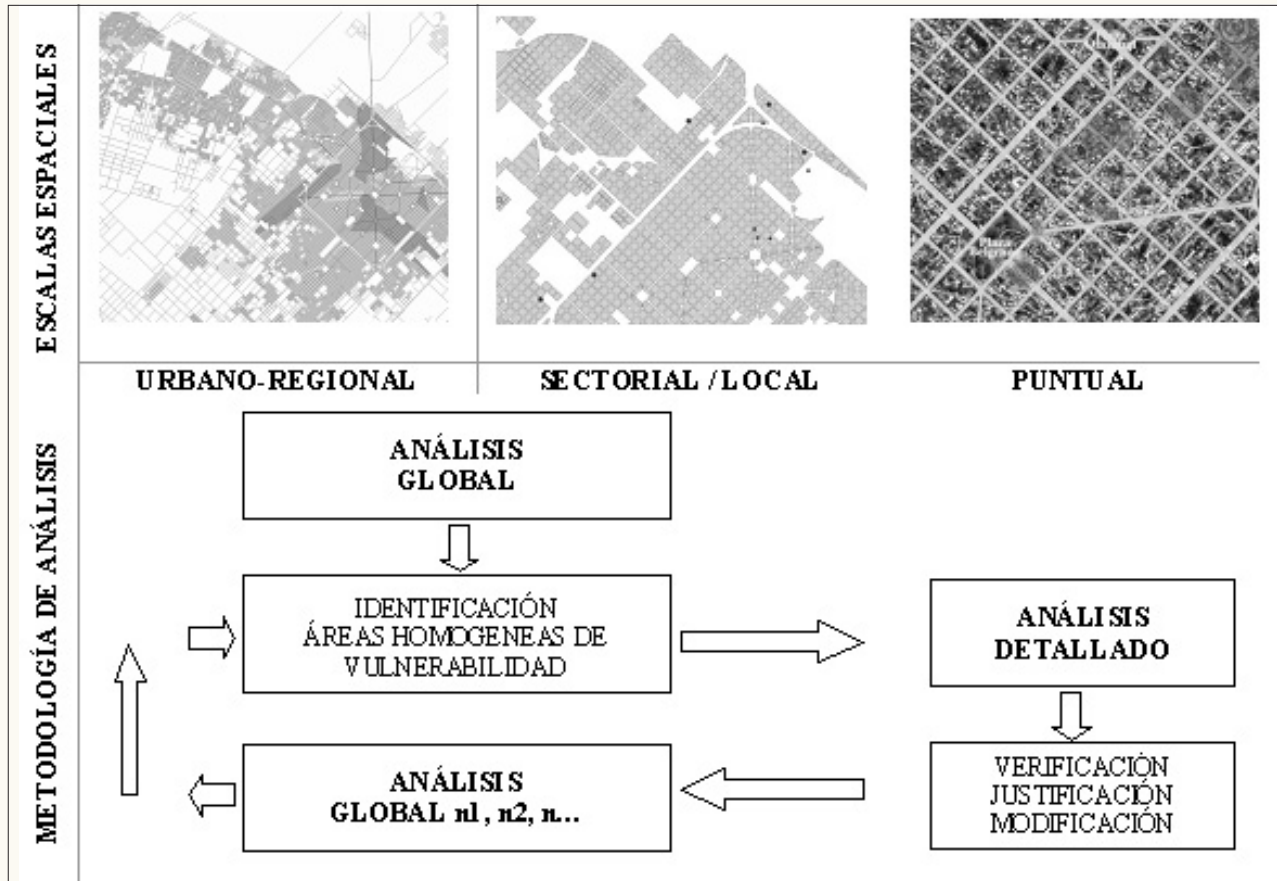 ESCALAS ESPACIALES
URBANO-REGIONAL
SECTORIAL / LOCAL
PUNTUAL
METODOLOGÍA DE ANÁLISIS
ANÁLISIS
GLOBAL
IDENTIFICACIÓN
ÁREAS HOMOGENEAS DE
VULNERABILIDAD
ANÁLISIS
DETALLADO
VERIFICACIÓN
JUSTIFICACIÓN
MODIFICACIÓN
ANÁLISIS
GLOBAL n1, n2, n...
Plaza